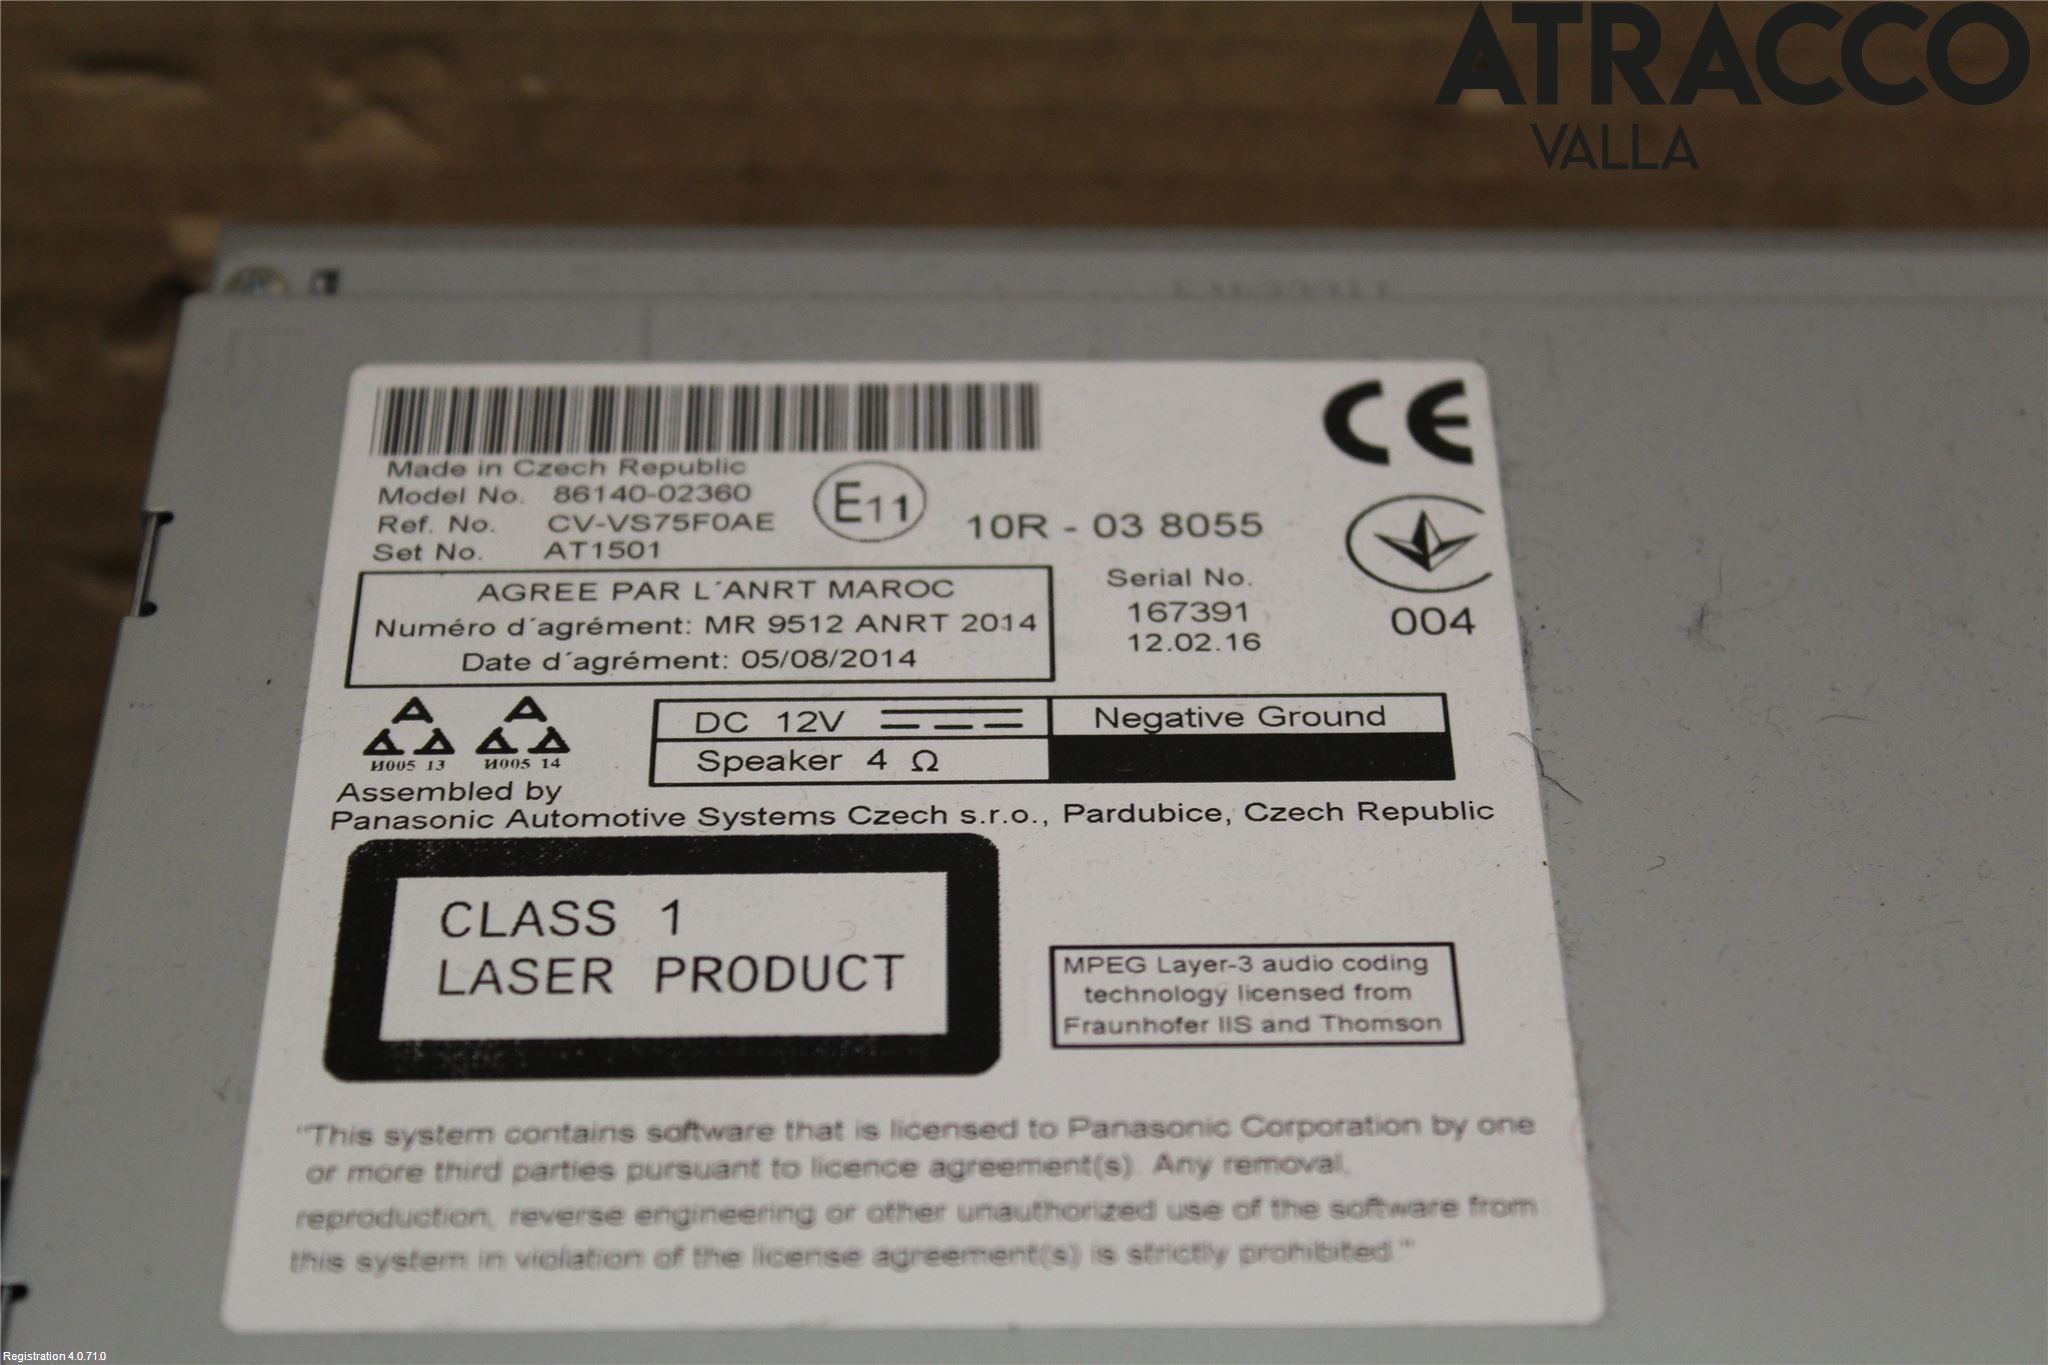 ATRACCO
VALLA
CE
Made in Czech Republic
Model No. 86140-02360
Ref. No. CV-VS75F0AE
Set No. AT1501
E11
10R - 03 8055
AGREE PAR L´ANRT MAROC
Numéro d´agrément: MR 9512 ANRT 2014
Date d´agrément: 05/08/2014
Serial No.
167391
12.02.16
004
И005 13 И005 14
DC 12V
Negative Ground
Speaker 4 Ω
Assembled by
Panasonic Automotive Systems Czech s.r.o., Pardubice, Czech Republic
CLASS 1
LASER PRODUCT
MPEG Layer-3 audio coding
technology licensed from
Fraunhofer IIS and Thomson
"This system contains software that is licensed to Panasonic Corporation by one
or more third parties pursuant to licence agreement(s). Any removal,
reproduction, reverse engineering or other unauthorized use of the software from
this system in violation of the license agreement(s) is strictly prohibited."
Registration 4.0.71.0